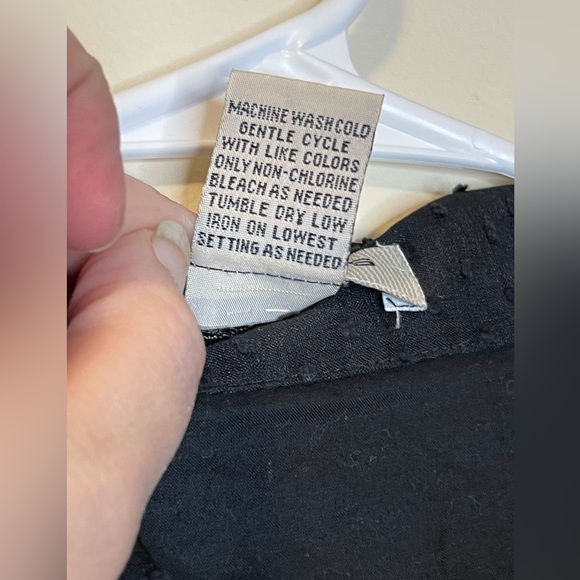 MACHINE WASH COLD
GENTLE CYCLE
WITH LIKE COLORS
ONLY NON-CHLORINE
BLEACH AS NEEDED
TUMBLE DRY LOW
IRON ON LOWEST
SETTING AS NEEDED